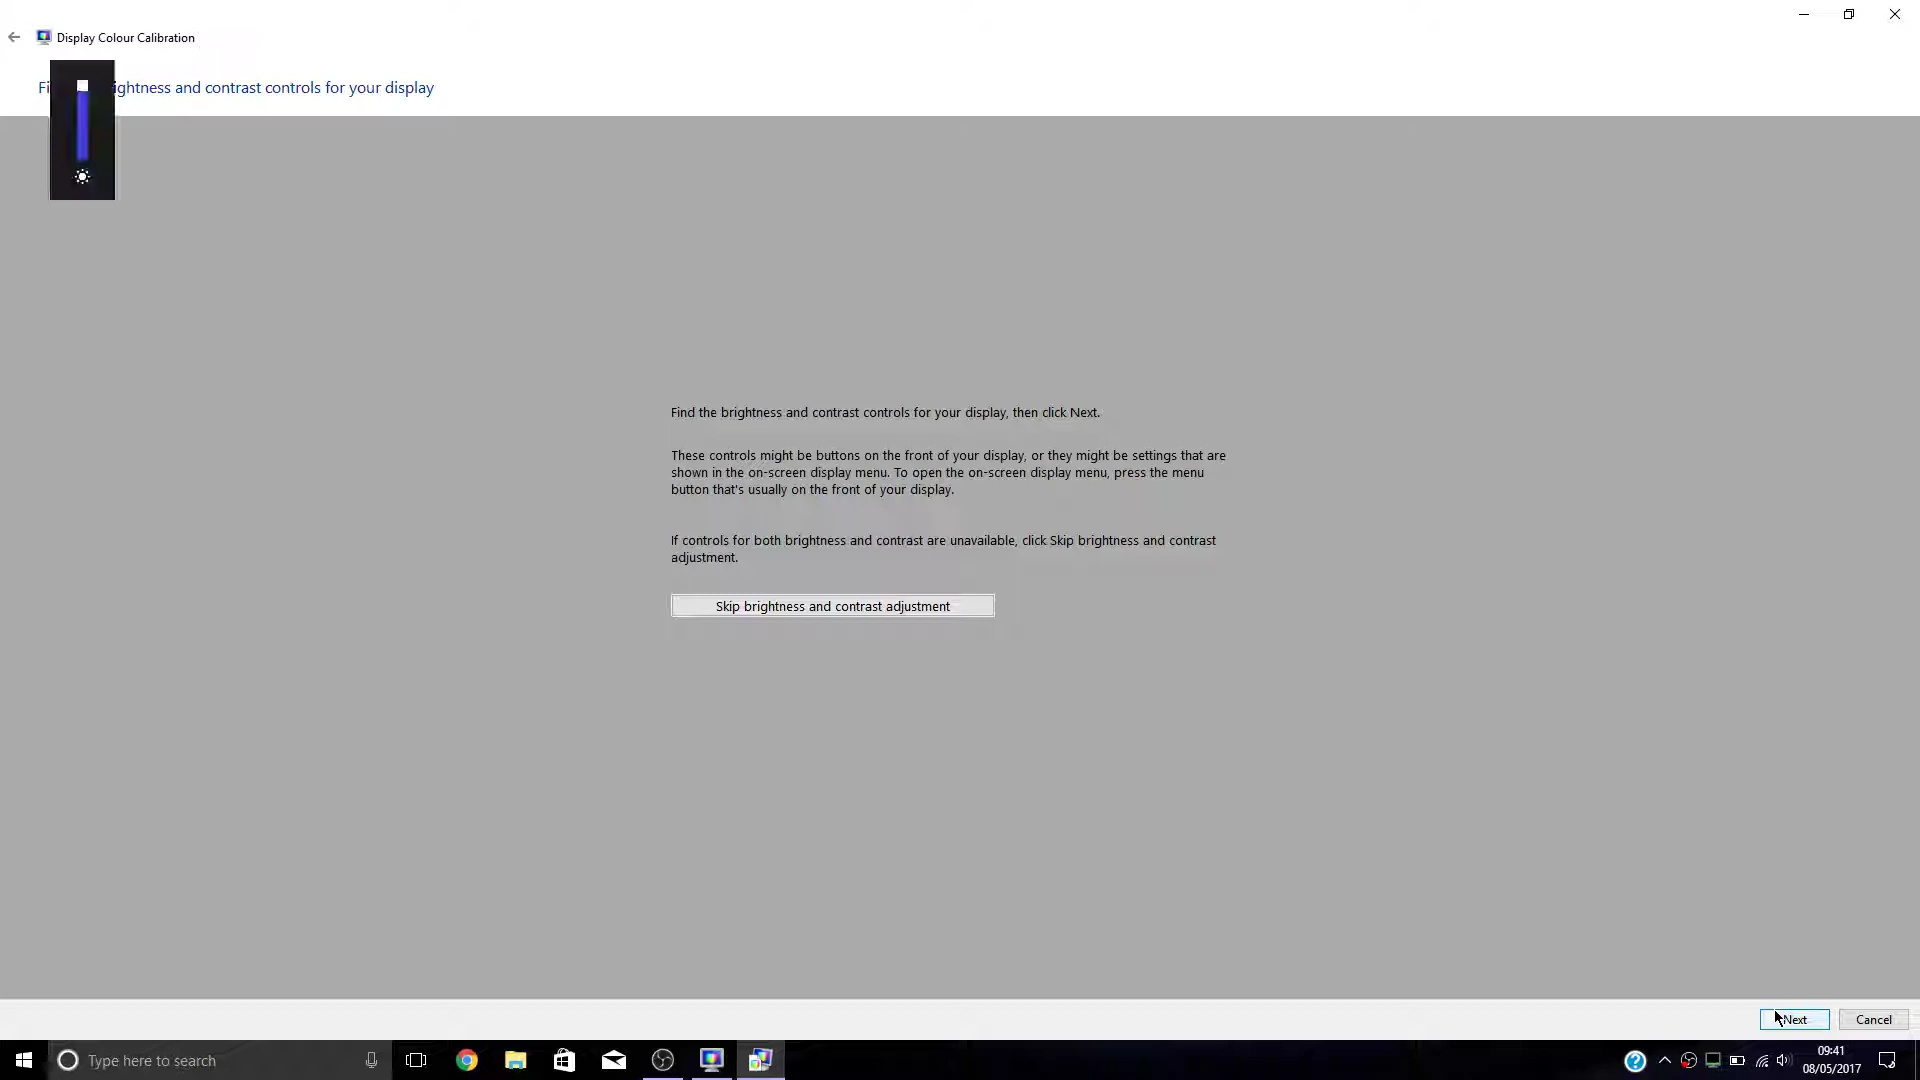 Display Colour Calibration
Fi ightness and contrast controls for your display
Find the brightness and contrast controls for your display, then click Next.
These controls might be buttons on the front of your display, or they might be settings that are
shown in the on-screen display menu. To open the on-screen display menu, press the menu
button that's usually on the front of your display.
If controls for both brightness and contrast are unavailable, click Skip brightness and contrast
adjustment.
Skip brightness and contrast adjustment
Next
Cancel
Type here to search
09:41
08/05/2017